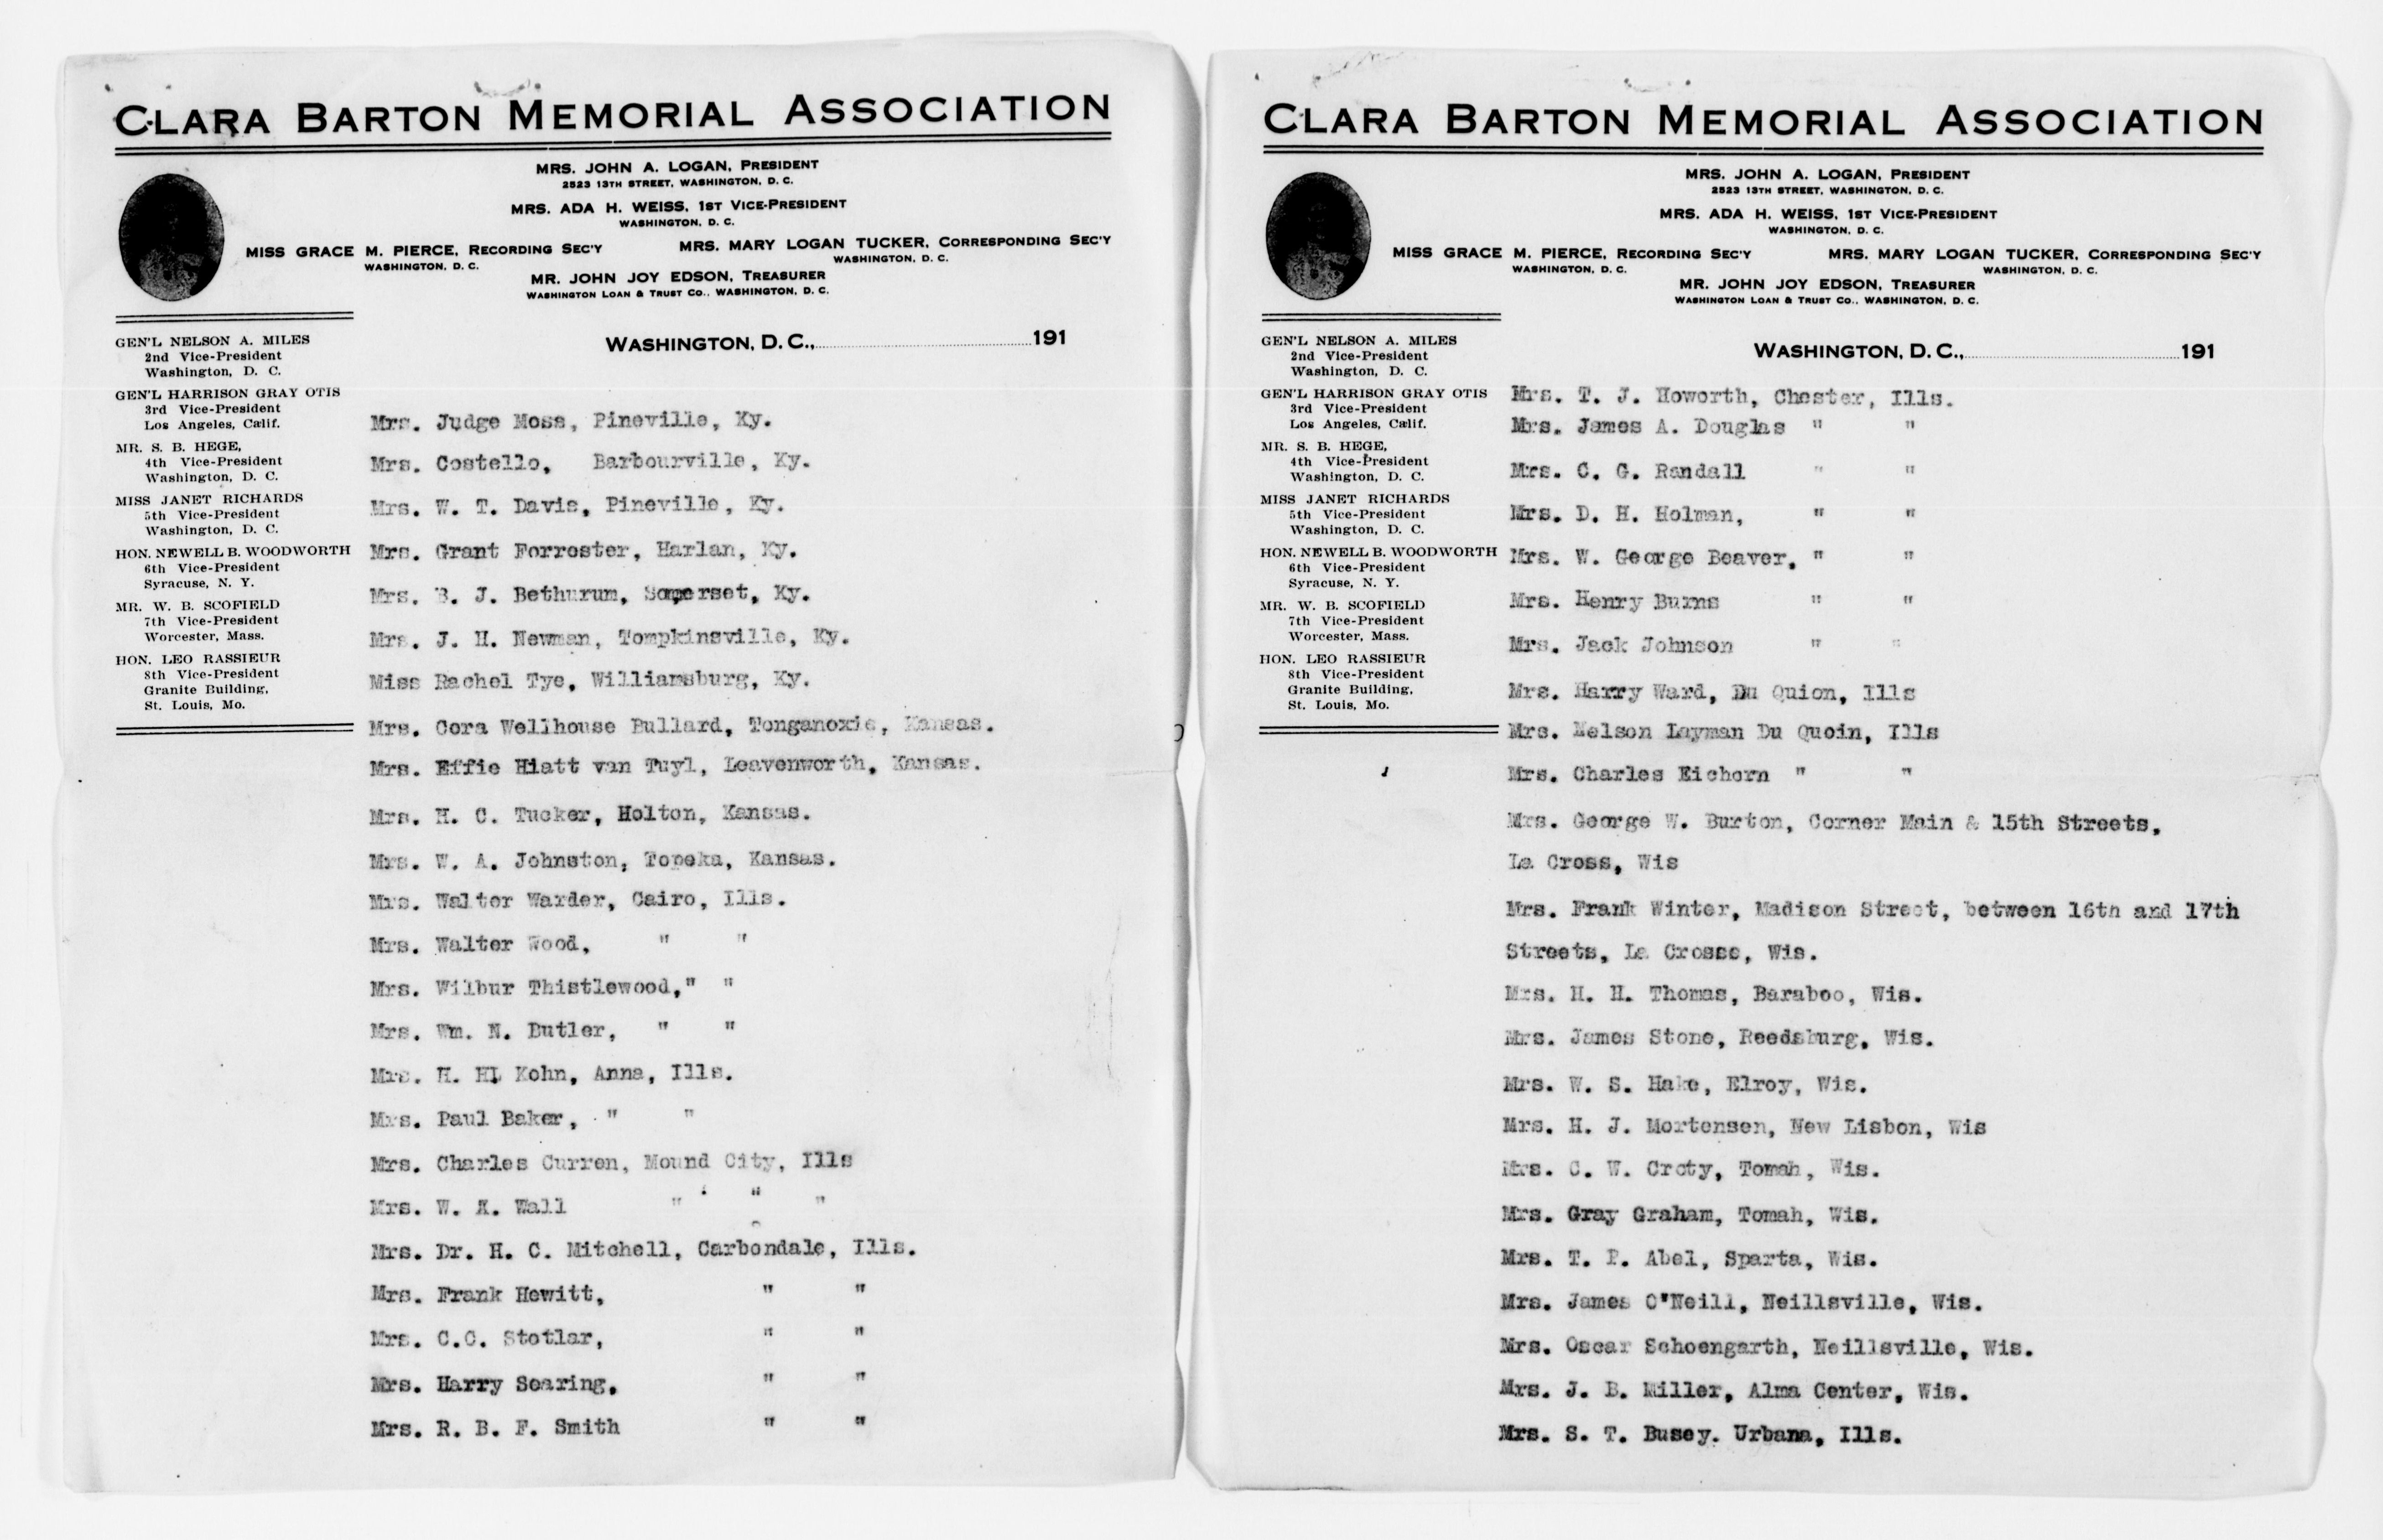 CLARA BARTON MEMORIAL ASSOCIATION
MRS. JOHN A. LOGAN, PRESIDENT
2523 13TH STREET, WASHINGTON, D. C.
MRS. ADA H. WEISS, 1ST VICE-PRESIDENT
WASHINGTON, D. C.
MISS GRACE M. PIERCE, RECORDING SEC'Y
WASHINGTON, D. C.
MRS. MARY LOGAN TUCKER, CORRESPONDING SEC'Y
WASHINGTON, D. C.
MR. JOHN JOY EDSON, TREASURER
WASHINGTON LOAN & TRUST CO., WASHINGTON, D. C.
GEN'L NELSON A. MILES
2nd Vice-President
Washington, D. C.
GEN'L HARRISON GRAY OTIS
3rd Vice-President
Los Angeles, Calif.
MR. S. B. HEGE,
4th Vice-President
Washington, D. C.
MISS JANET RICHARDS
5th Vice-President
Washington, D. C.
HON. NEWELL B. WOODWORTH
6th Vice-President
Syracuse, N. Y.
MR. W. B. SCOFIELD
7th Vice-President
Worcester, Mass.
HON. LEO RASSIEUR
8th Vice-President
Granite Building,
St. Louis, Mo.
WASHINGTON, D. C.,........................191
Mrs. Judge Moss, Pineville, Ky.
Mrs. Costello, Barbourville, Ky.
Mrs. W. T. Davis, Pineville, Ky.
Mrs. Grant Forrester, Harlan, Ky.
Mrs. B. J. Bethurum, Somerset, Ky.
Mrs. J. H. Newman, Tompkinsville, Ky.
Miss Rachel Tye, Williamsburg, Ky.
Mrs. Cora Wellhouse Bullard, Tonganoxie, Kansas.
Mrs. Effie Hiatt van Tuyl, Leavenworth, Kansas.
Mrs. H. C. Tucker, Holton, Kansas.
Mrs. W. A. Johnston, Topeka, Kansas.
Mrs. Walter Warder, Cairo, Ills.
Mrs. Walter Wood, " "
Mrs. Wilbur Thistlewood," "
Mrs. Wm. N. Butler, " "
Mrs. H. H. Kohn, Anna, Ills.
Mrs. Paul Baker, " "
Mrs. Charles Curren, Mound City, Ills
Mrs. W. A. Wall " " "
Mrs. Dr. H. C. Mitchell, Carbondale, Ills.
Mrs. Frank Hewitt, " "
Mrs. C.C. Stotlar, " "
Mrs. Harry Searing, " "
Mrs. R. B. F. Smith " "
CLARA BARTON MEMORIAL ASSOCIATION
MRS. JOHN A. LOGAN, PRESIDENT
2523 13TH STREET, WASHINGTON, D. C.
MRS. ADA H. WEISS, 1ST VICE-PRESIDENT
WASHINGTON, D. C.
MISS GRACE M. PIERCE, RECORDING SEC'Y
WASHINGTON, D. C.
MRS. MARY LOGAN TUCKER, CORRESPONDING SEC'Y
WASHINGTON, D. C.
MR. JOHN JOY EDSON, TREASURER
WASHINGTON LOAN & TRUST CO., WASHINGTON, D. C.
GEN'L NELSON A. MILES
2nd Vice-President
Washington, D. C.
GEN'L HARRISON GRAY OTIS
3rd Vice-President
Los Angeles, Calif.
MR. S. B. HEGE,
4th Vice-President
Washington, D. C.
MISS JANET RICHARDS
5th Vice-President
Washington, D. C.
HON. NEWELL B. WOODWORTH
6th Vice-President
Syracuse, N. Y.
MR. W. B. SCOFIELD
7th Vice-President
Worcester, Mass.
HON. LEO RASSIEUR
8th Vice-President
Granite Building,
St. Louis, Mo.
WASHINGTON, D. C.,........................191
Mrs. T. J. Howorth, Chester, Ills.
Mrs. James A. Douglas " "
Mrs. C. G. Randall " "
Mrs. D. H. Holman, " "
Mrs. W. George Beaver, " "
Mrs. Henry Burns " "
Mrs. Jack Johnson " "
Mrs. Harry Ward, Du Quion, Ills
Mrs. Nelson Layman Du Quoin, Ills
Mrs. Charles Eichorn " "
Mrs. George W. Burton, Corner Main & 15th Streets,
La Cross, Wis
Mrs. Frank Winter, Madison Street, between 16th and 17th
Streets, La Crosse, Wis.
Mrs. H. H. Thomas, Baraboo, Wis.
Mrs. James Stone, Reedsburg, Wis.
Mrs. W. S. Hake, Elroy, Wis.
Mrs. H. J. Mortensen, New Lisbon, Wis
Mrs. C. W. Croty, Tomah, Wis.
Mrs. Gray Graham, Tomah, Wis.
Mrs. T. P. Abel, Sparta, Wis.
Mrs. James O'Neill, Neillsville, Wis.
Mrs. Oscar Schoengarth, Neillsville, Wis.
Mrs. J. B. Miller, Alma Center, Wis.
Mrs. S. T. Busey. Urbana, Ills.